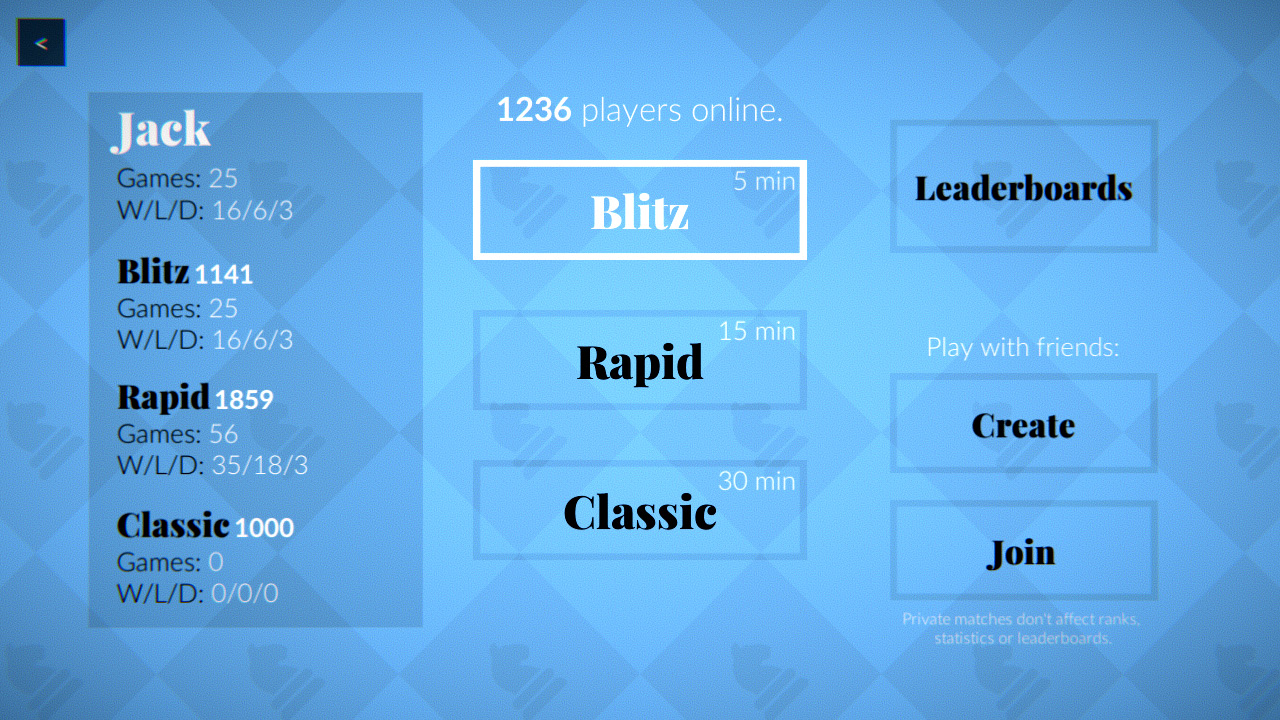 <
Jack
Games: 25
W/L/D: 16/6/3
Blitz 1141
Games: 25
W/L/D: 16/6/3
Rapid 1859
Games: 56
W/L/D: 35/18/3
Classic 1000
Games: 0
W/L/D: 0/0/0
1236 players online.
5 min
Blitz
15 min
Rapid
30 min
Classic
Leaderboards
Play with friends:
Create
Join
Private matches don't affect ranks,
statistics or leaderboards.